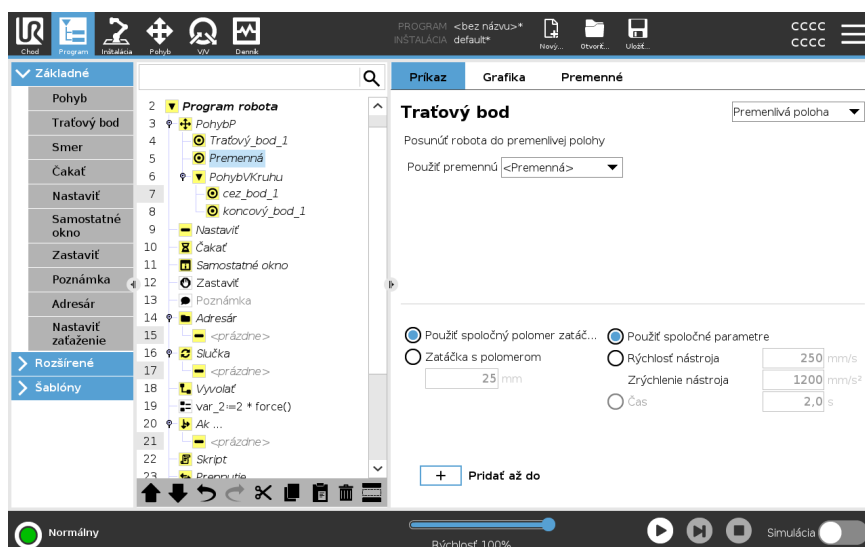 PROGRAM <bez názvu>*
INŠTALÁCIA default*
Chod
Program
Inštalácia
Pohyb
V/V
Denník
Nový...
Otvoriť...
Uložiť...
CCCC
CCCC
Základné
Pohyb
Traťový bod
Smer
Čakať
Nastaviť
Samostatné
okno
Zastaviť
Poznámka
Adresár
Nastaviť
zaťaženie
Rozšírené
Šablóny
2 Program robota
3 PohybP
4 Traťový_bod_1
5 Premenná
6 PohybVKruhu
7 cez_bod_1
8 koncový_bod_1
9 Nastaviť
10 Čakať
11 Samostatné okno
12 Zastaviť
13 Poznámka
14 Adresár
15 <prázdne>
16 Slučka
17 <prázdne>
18 Vyvolať
19 var_2:=2 * force()
20 Ak ...
21 <prázdne>
22 Skript
23 Prepnutie
Príkaz
Grafika
Premenné
Traťový bod
Premenlivá poloha
Posunúť robota do premenlivej polohy
Použiť premennú <Premenná>
Použiť spoločný polomer zatáč...
Zatáčka s polomerom
25 mm
Použiť spoločné parametre
Rýchlosť nástroja 250 mm/s
Zrýchlenie nástroja 1200 mm/s²
Čas 2,0 s
+ Pridať až do
Normálny
Rýchlosť 100%
Simulácia